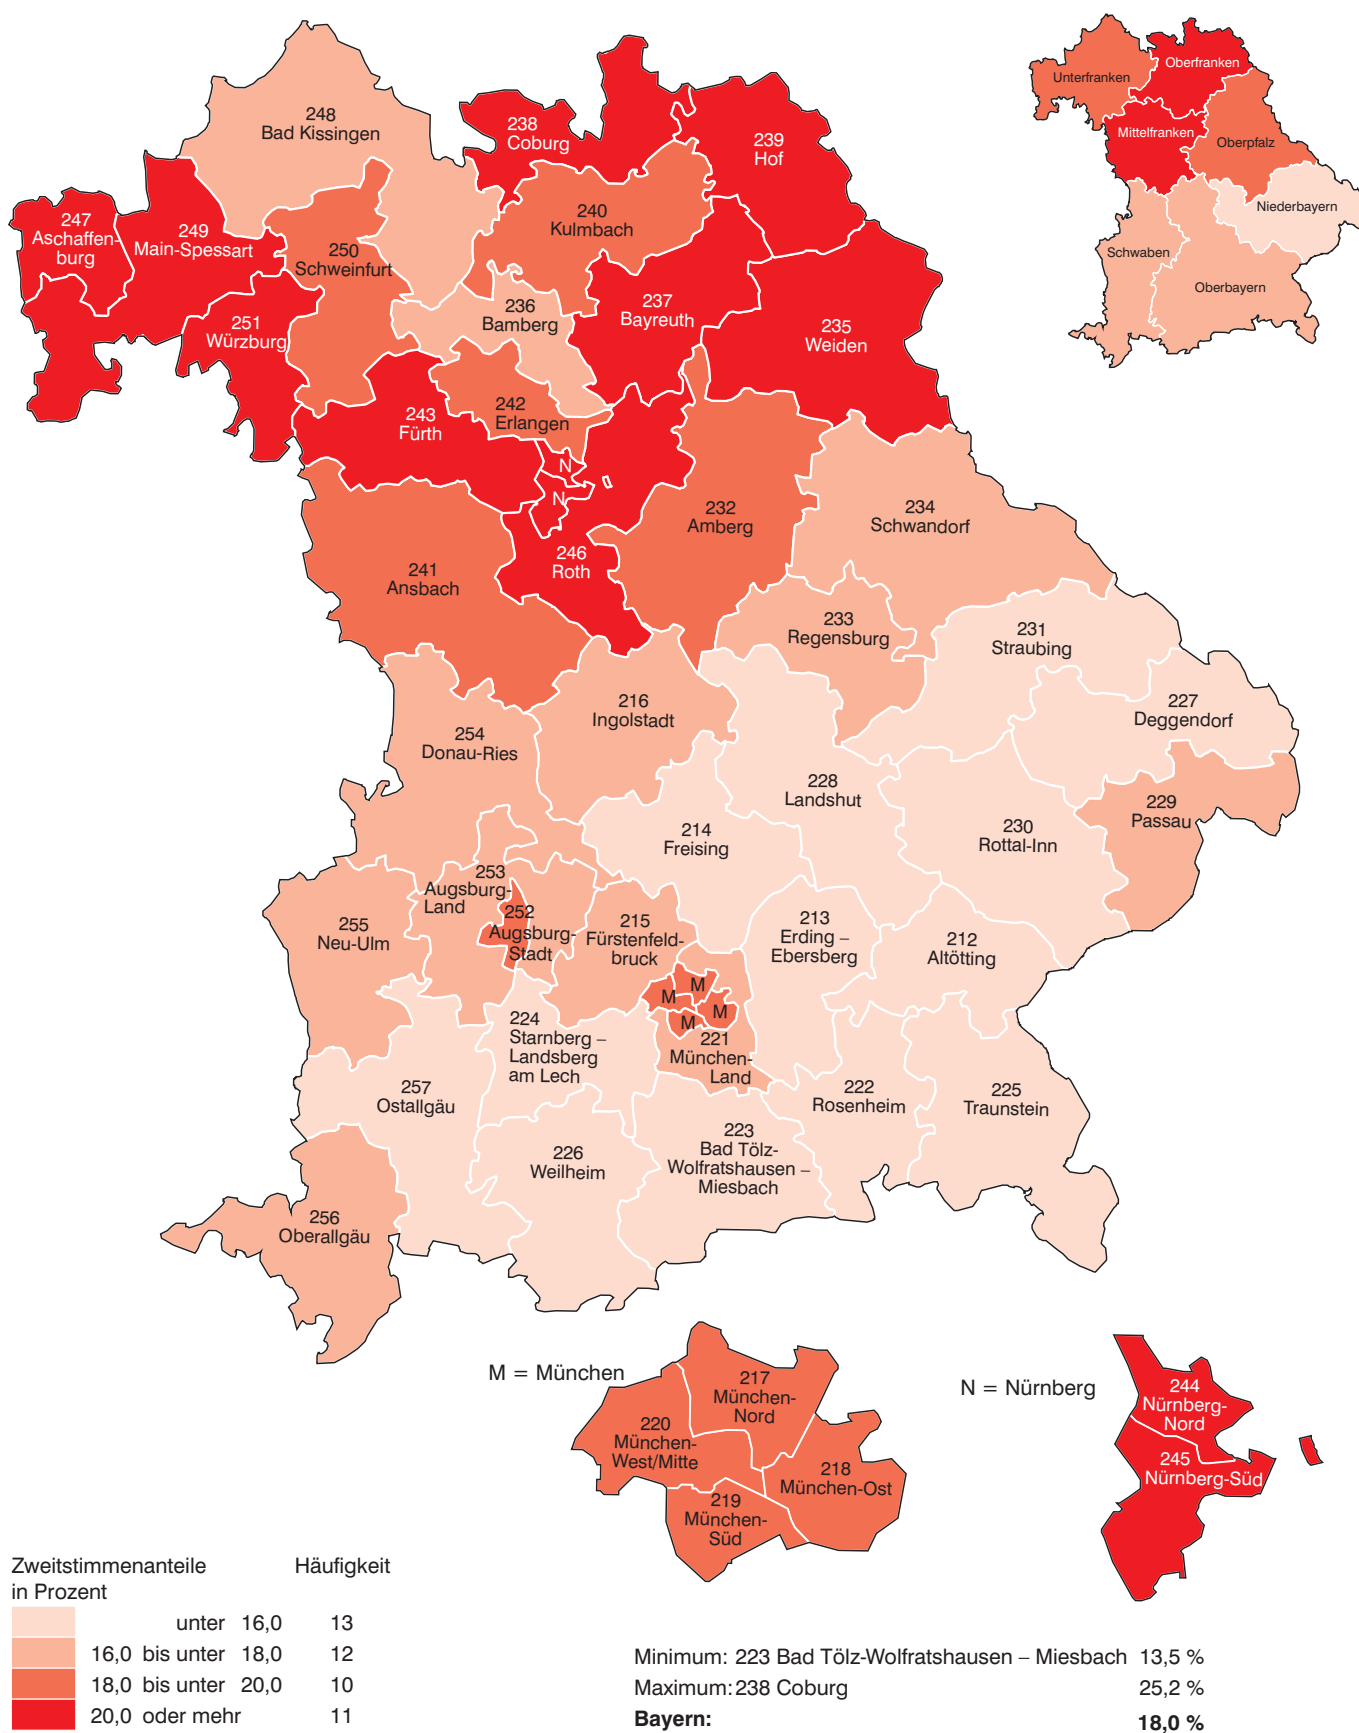 248
Bad Kissingen
238
Coburg
239
Hof
Unterfranken
Oberfranken
Mittelfranken
Oberpfalz
Niederbayern
Schwaben
Oberbayern
247
Aschaffen-
burg
249
Main-Spessart
250
Schweinfurt
240
Kulmbach
251
Würzburg
236
Bamberg
237
Bayreuth
235
Weiden
243
Fürth
242
Erlangen
N
N
232
Amberg
234
Schwandorf
246
Roth
241
Ansbach
233
Regensburg
231
Straubing
216
Ingolstadt
227
Deggendorf
254
Donau-Ries
228
Landshut
229
Passau
214
Freising
230
Rottal-Inn
253
Augsburg-
Land
252
Augsburg-
Stadt
255
Neu-Ulm
215
Fürstenfeld-
bruck
213
Erding –
Ebersberg
212
Altötting
M
M
M
M
224
Starnberg –
Landsberg
am Lech
221
München-
Land
257
Ostallgäu
222
Rosenheim
225
Traunstein
226
Weilheim
223
Bad Tölz-
Wolfratshausen –
Miesbach
256
Oberallgäu
M = München
217
München-
Nord
220
München-
West/Mitte
218
München-Ost
219
München-
Süd
N = Nürnberg
244
Nürnberg-
Nord
245
Nürnberg-Süd
Zweitstimmenanteile Häufigkeit
in Prozent
unter 16,0 13
16,0 bis unter 18,0 12
18,0 bis unter 20,0 10
20,0 oder mehr 11
Minimum: 223 Bad Tölz-Wolfratshausen – Miesbach 13,5 %
Maximum: 238 Coburg 25,2 %
Bayern: 18,0 %